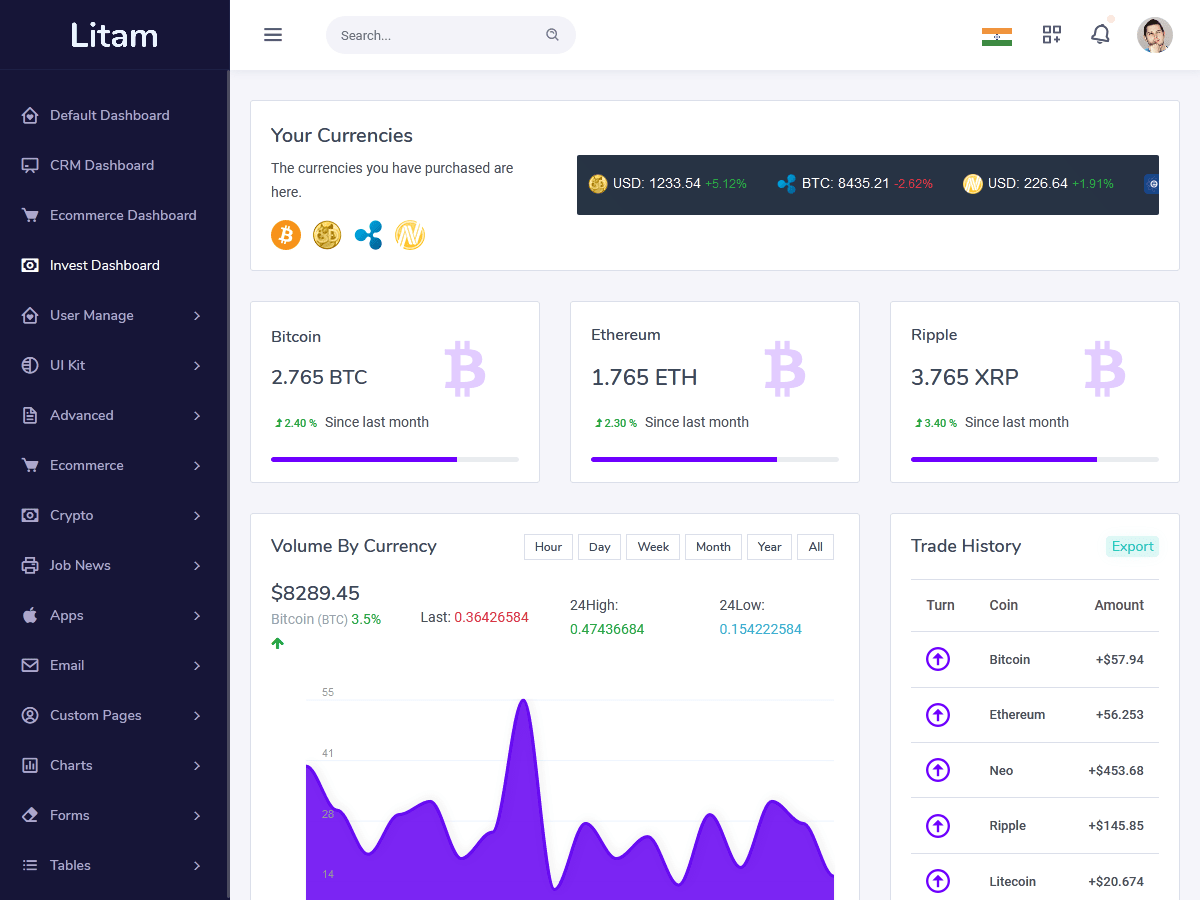 Litam
Search...
Default Dashboard
CRM Dashboard
Ecommerce Dashboard
Invest Dashboard
User Manage
UI Kit
Advanced
Ecommerce
Crypto
Job News
Apps
Email
Custom Pages
Charts
Forms
Tables
Your Currencies
The currencies you have purchased are
here.
USD: 1233.54 +5.12% BTC: 8435.21 -2.62% USD: 226.64 +1.91%
Bitcoin
2.765 BTC
2.40 % Since last month
Ethereum
1.765 ETH
2.30 % Since last month
Ripple
3.765 XRP
3.40 % Since last month
Volume By Currency
Hour Day Week Month Year All
$8289.45
Bitcoin (BTC) 3.5%
Last: 0.36426584
24High:
0.47436684
24Low:
0.154222584
55
41
28
14
Trade History Export
Turn Coin Amount
Bitcoin +$57.94
Ethereum +$56.253
Neo +$453.68
Ripple +$145.85
Litecoin +$20.674